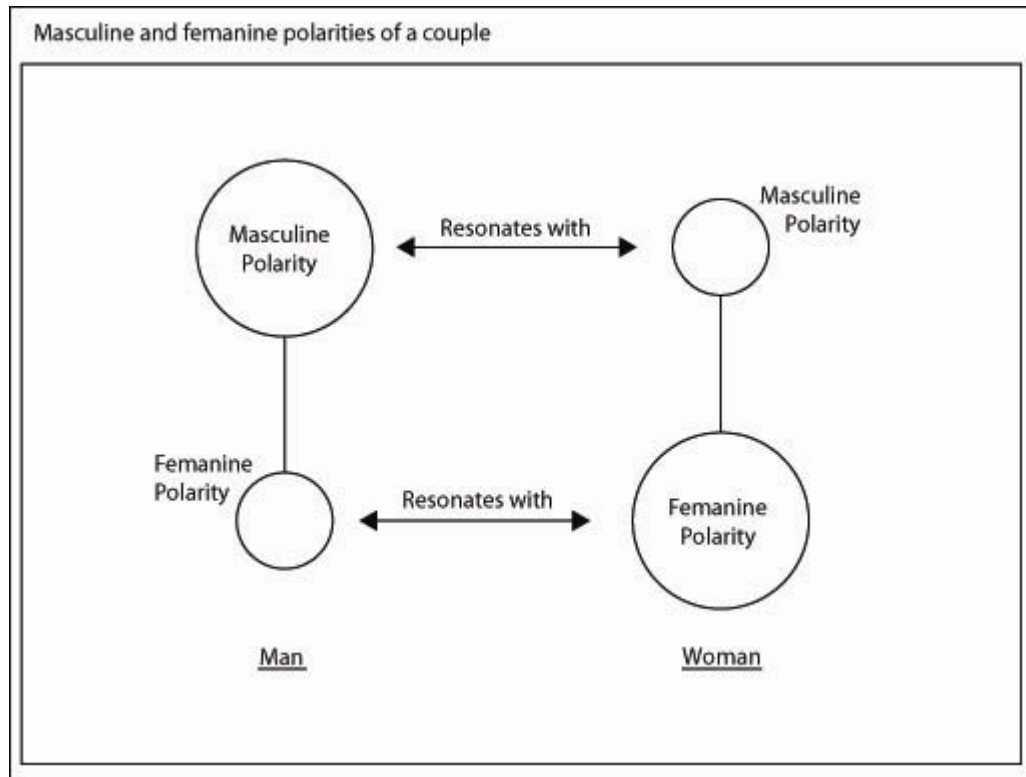 Masculine and femanine polarities of a couple
Masculine
Polarity
Resonates with
Masculine
Polarity
Femanine
Polarity
Resonates with
Femanine
Polarity
Man
Woman